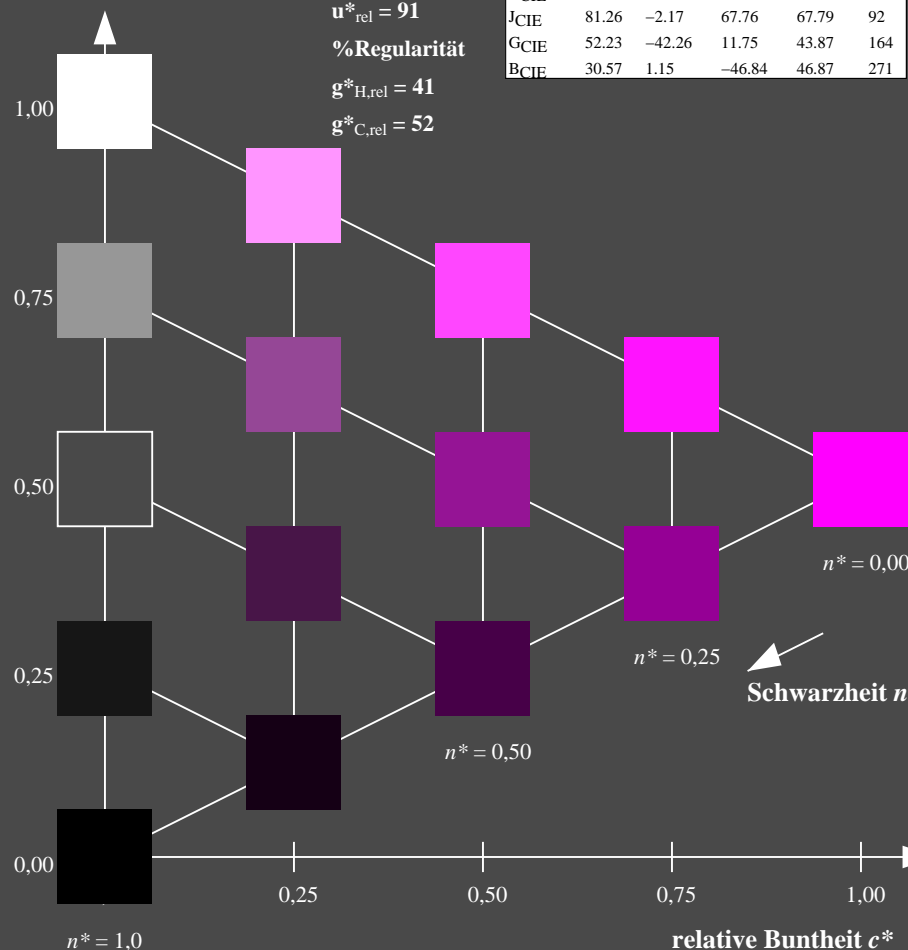 u*rel = 91
%Regularität
g*H,rel = 41
g*C,rel = 52
CIE
JCIE 81.26 −2.17 67.76 67.79 92
GCIE 52.23 −42.26 11.75 43.87 164
BCIE 30.57 1.15 −46.84 46.87 271
1,00
0,75
0,50
n* = 0,00
n* = 0,25
0,25
Schwarzheit n
n* = 0,50
0,00
0,25 0,50 0,75 1,00
n* = 1,0
relative Buntheit c*